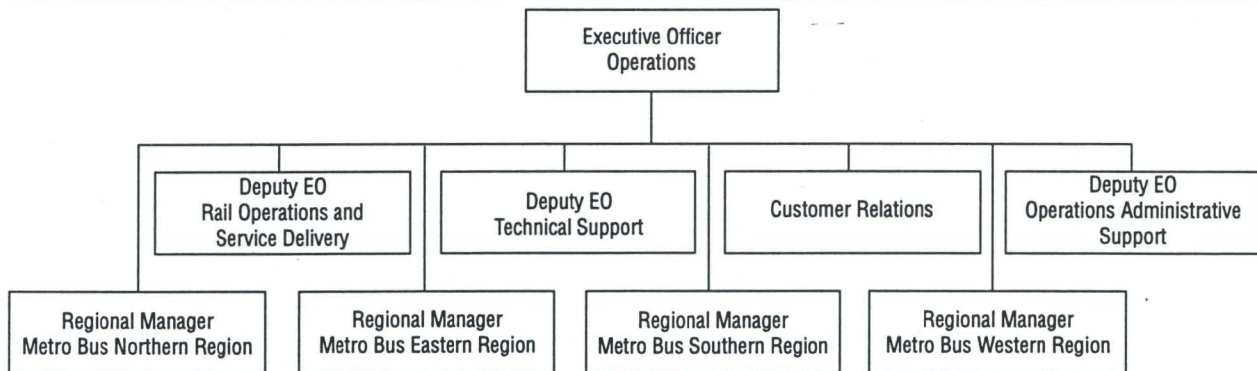 Executive Officer
Operations
Deputy EO
Rail Operations and
Service Delivery
Deputy EO
Technical Support
Customer Relations
Deputy EO
Operations Administrative
Support
Regional Manager
Metro Bus Northern Region
Regional Manager
Metro Bus Eastern Region
Regional Manager
Metro Bus Southern Region
Regional Manager
Metro Bus Western Region